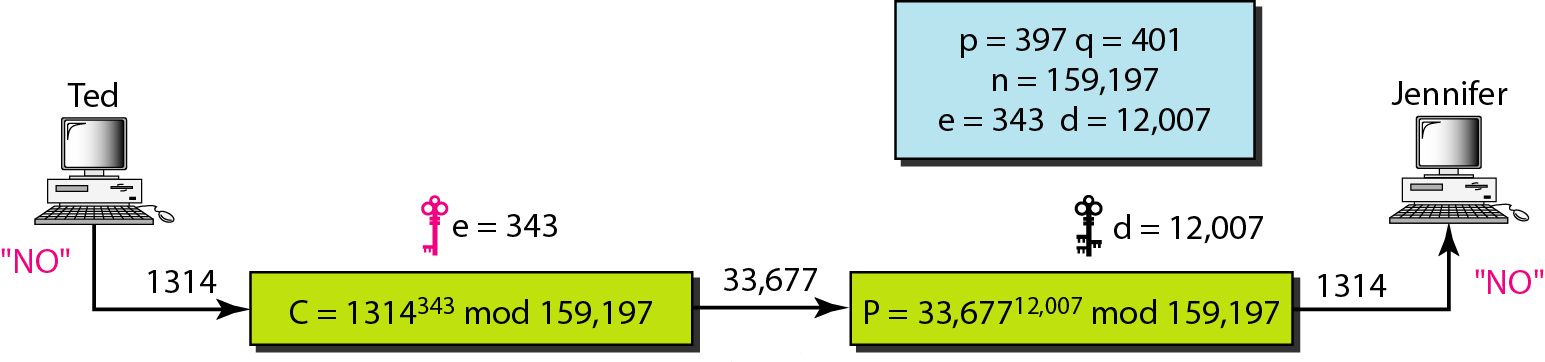 p = 397 q = 401
n = 159,197
e = 343 d = 12,007
Ted
Jennifer
e = 343
d = 12,007
"NO"
1314
33,677
1314
"NO"
C = 1314³⁴³ mod 159,197
P = 33,677¹²,⁰⁰⁷ mod 159,197